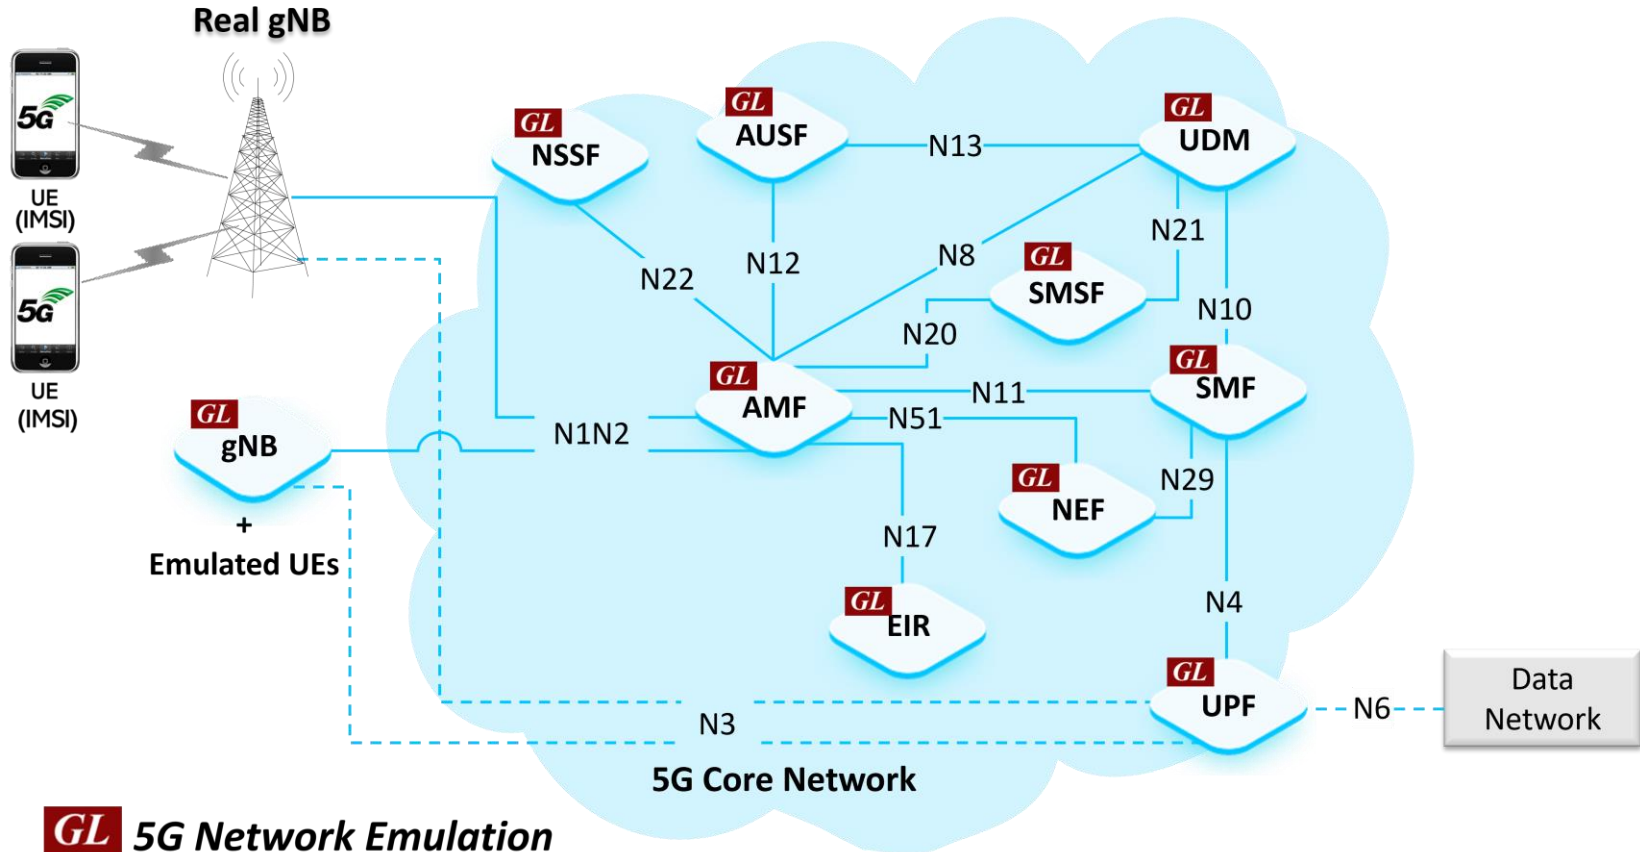 Real gNB
5G
UE
(IMSI)
5G
UE
(IMSI)
GL
NSSF
GL
AUSF
N13
GL
UDM
N22
N12
N8
N21
GL
SMSF
N20
N10
GL
AMF
N11
GL
SMF
N51
N1N2
GL
gNB
+
Emulated UEs
GL
NEF
N29
N17
GL
EIR
N4
GL
UPF
N6
Data
Network
N3
5G Core Network
GL 5G Network Emulation